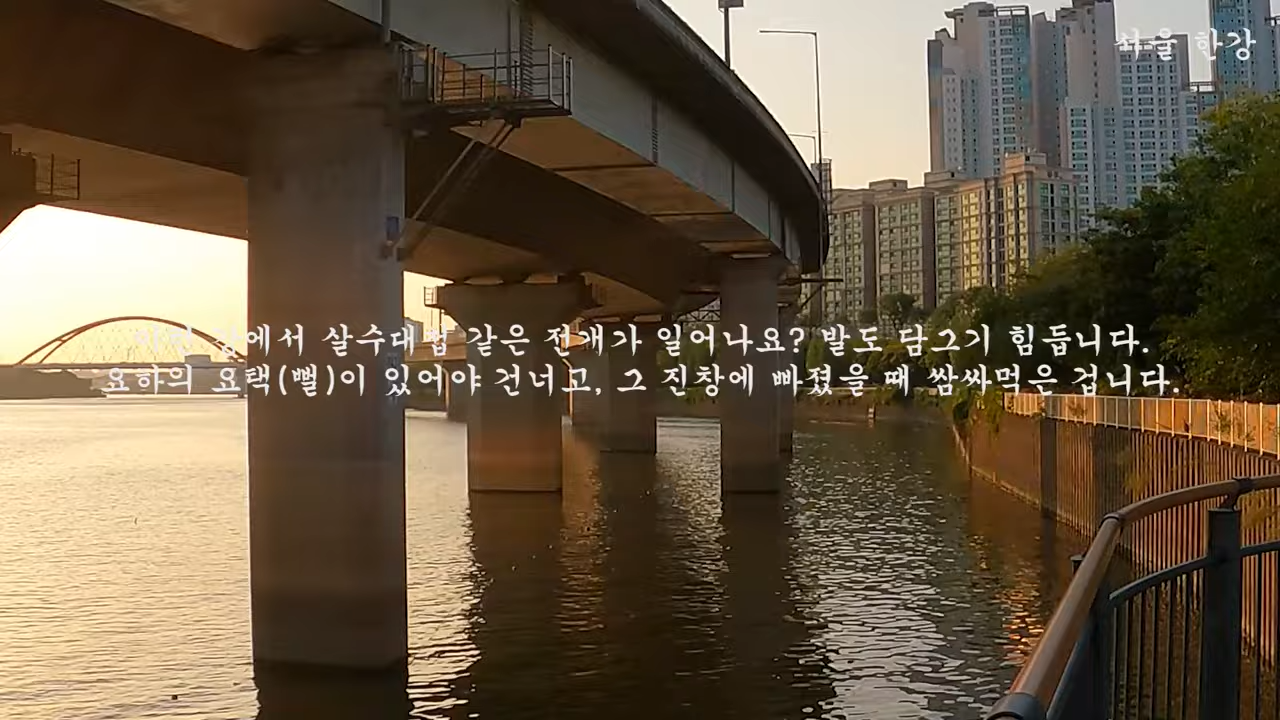 서울 한강
이런 강에서 살수대첩 같은 전개가 일어나요? 발도 담그기 힘듭니다.
요하의 요택(뻘)이 있어야 건너고, 그 진창에 빠졌을 때 쌈싸먹은 겁니다.